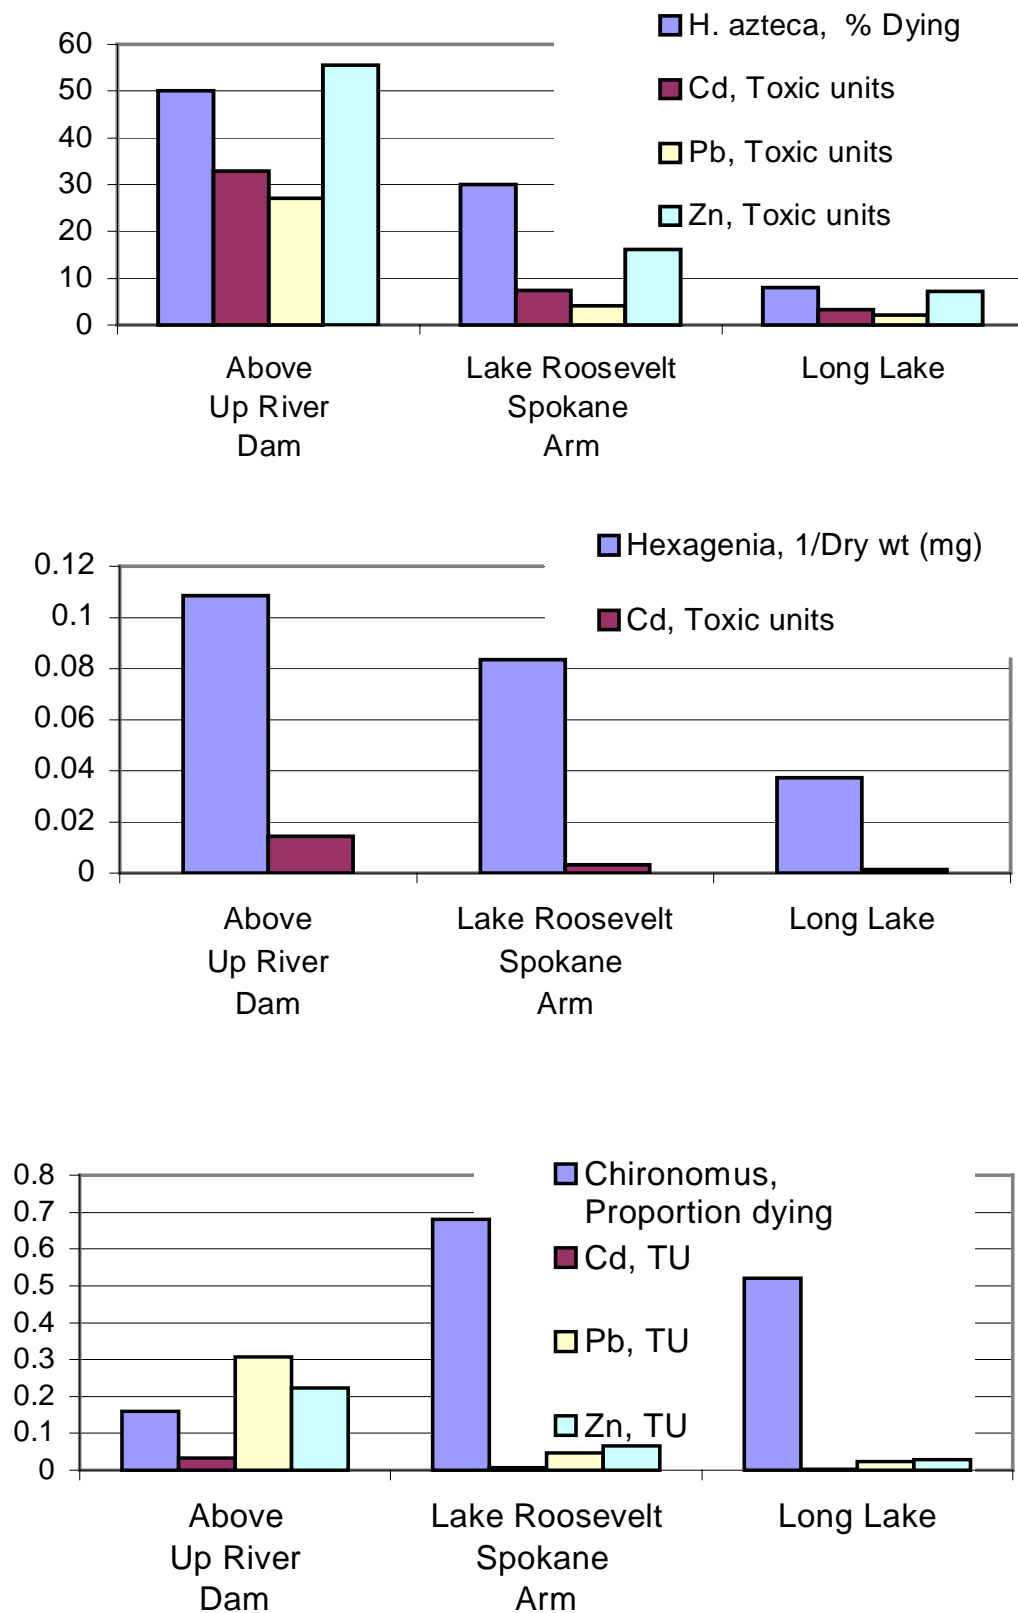 H. azteca, % Dying
Cd, Toxic units
Pb, Toxic units
Zn, Toxic units
60
50
40
30
20
10
0
Above
Up River
Dam
Lake Roosevelt
Spokane
Arm
Long Lake
Hexagenia, 1/Dry wt (mg)
Cd, Toxic units
0.12
0.1
0.08
0.06
0.04
0.02
0
Above
Up River
Dam
Lake Roosevelt
Spokane
Arm
Long Lake
Chironomus,
Proportion dying
Cd, TU
Pb, TU
Zn, TU
0.8
0.7
0.6
0.5
0.4
0.3
0.2
0.1
0
Above
Up River
Dam
Lake Roosevelt
Spokane
Arm
Long Lake